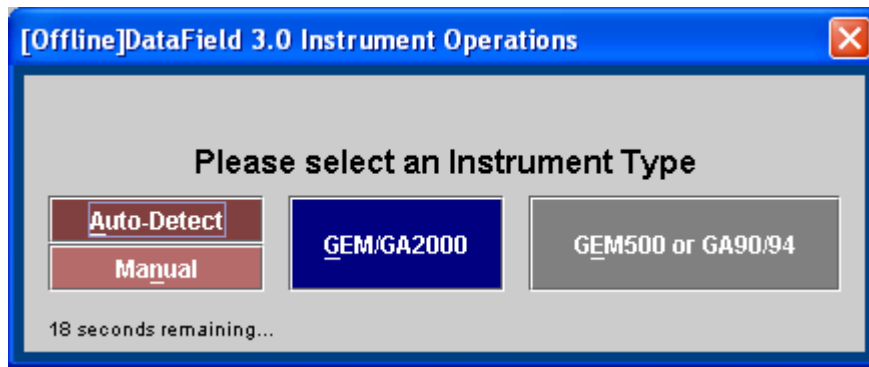 [Offline]DataField 3.0 Instrument Operations
Please select an Instrument Type
Auto-Detect
Manual
GEM/GA2000
GEM500 or GA90/94
18 seconds remaining...